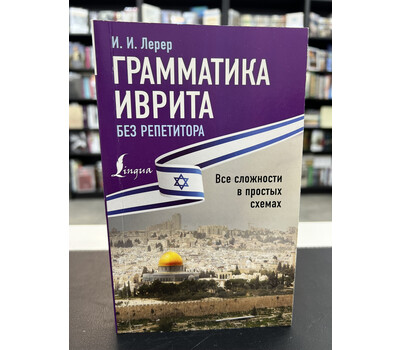 И. И. Лерер
ГРАММАТИКА
ИВРИТА
БЕЗ РЕПЕТИТОРА
Lingua
Все сложности
в простых
схемах